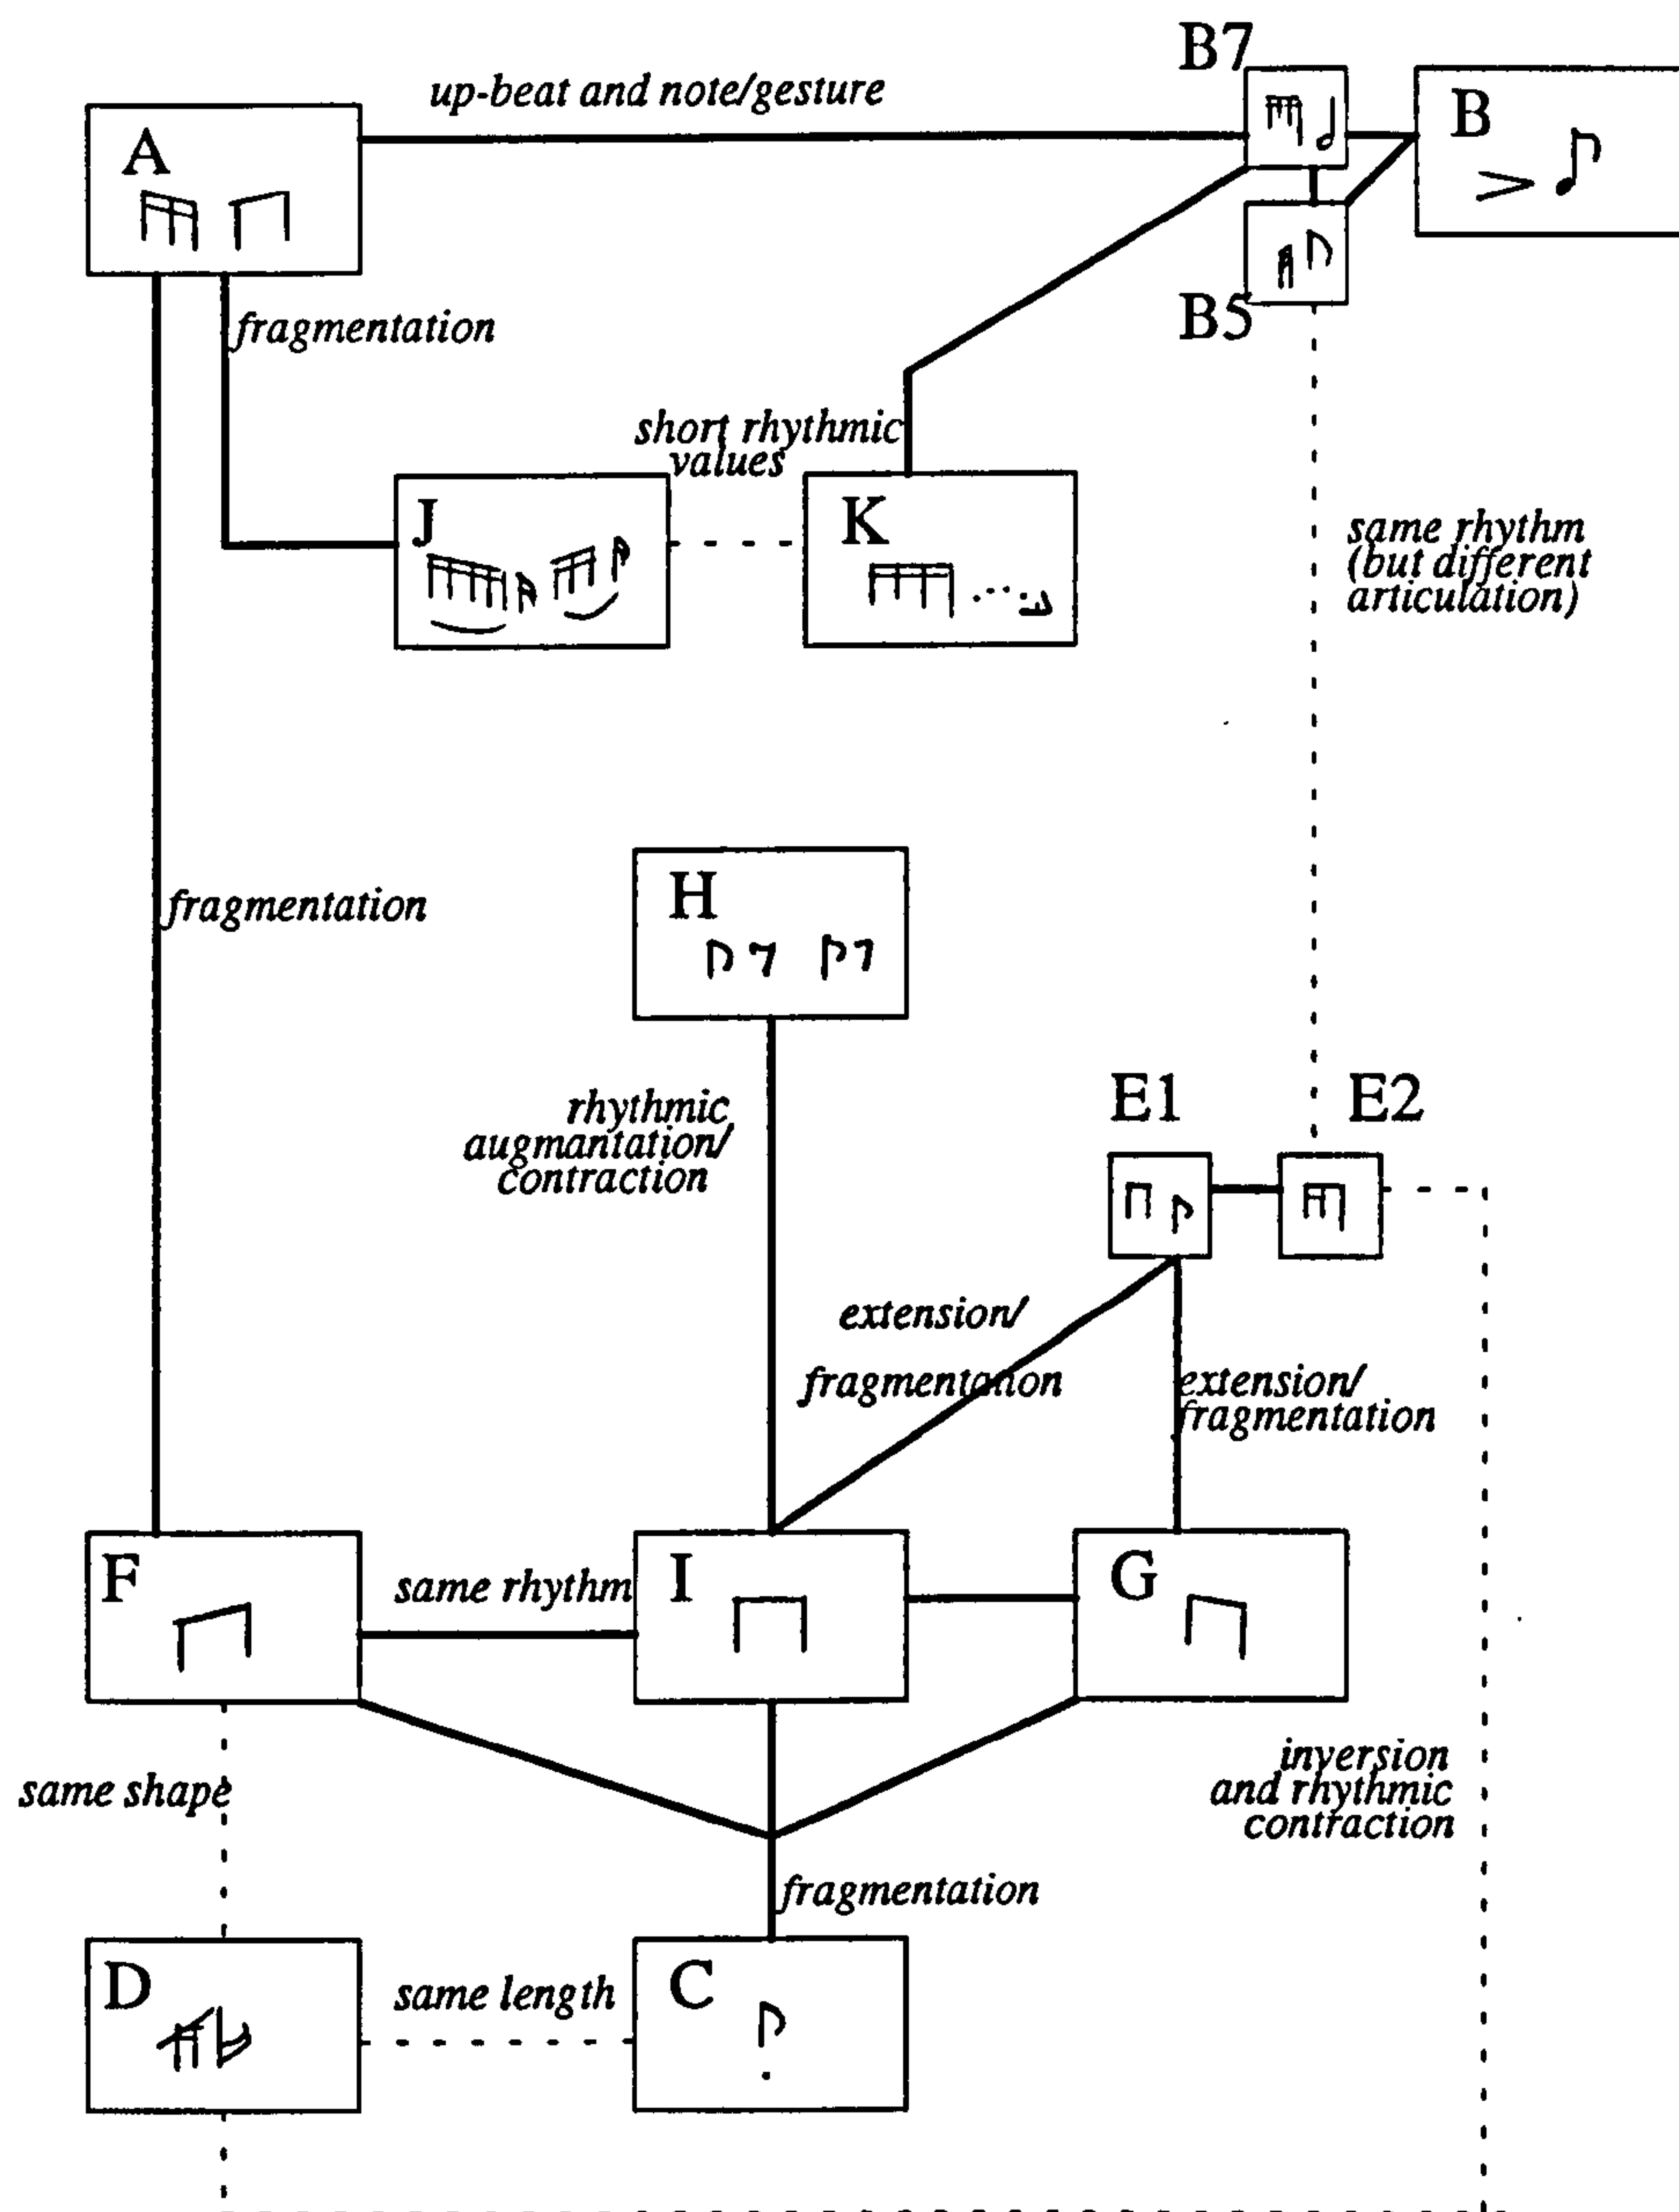 B7
up-beat and note/gesture
A
B
fragmentation
B5
short rhythmic
values
J
K
same rhythm
(but different
articulation)
H
fragmentation
E1
E2
rhythmic
augmantation/
contraction
extension/
fragmentation
extension/
fragmentation
F
same rhythm
I
G
same shape
inversion
and rhythmic
contraction
fragmentation
D
same length
C